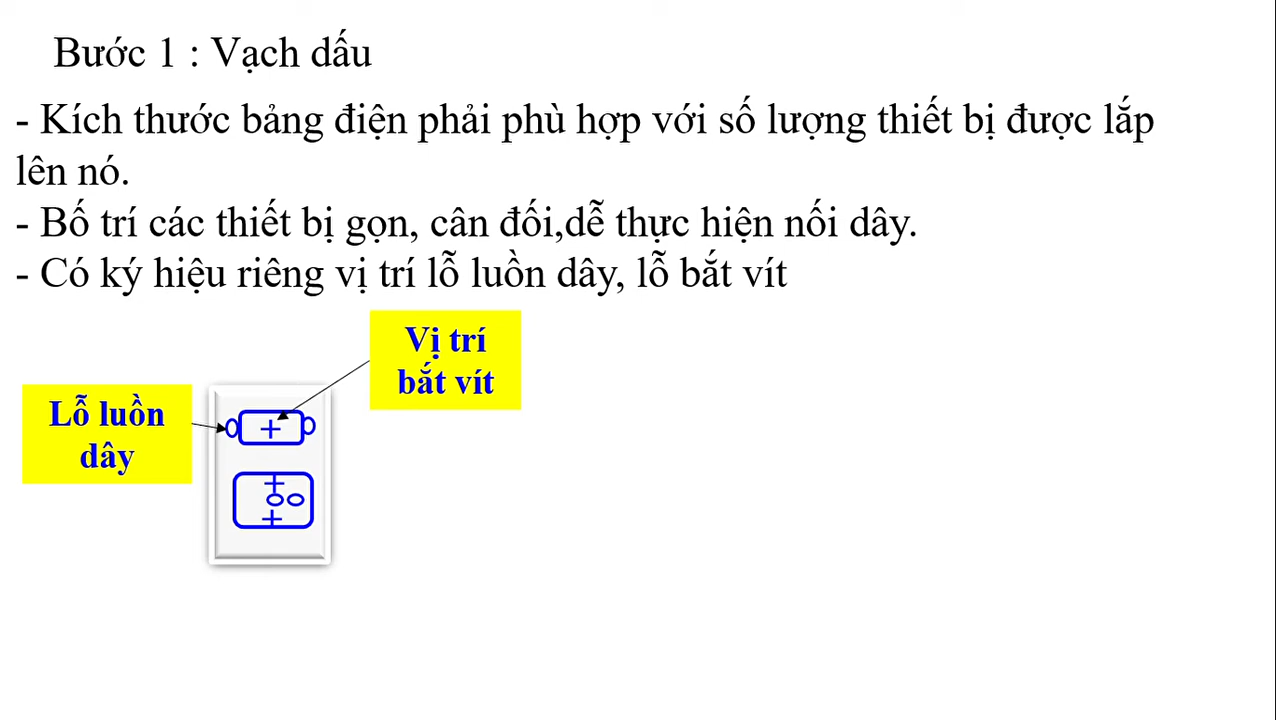 Bước 1 : Vạch dấu
- Kích thước bảng điện phải phù hợp với số lượng thiết bị được lắp
lên nó.
- Bố trí các thiết bị gọn, cân đối,dễ thực hiện nối dây.
- Có ký hiệu riêng vị trí lỗ luồn dây, lỗ bắt vít
Vị trí
bắt vít
Lỗ luồn
dây